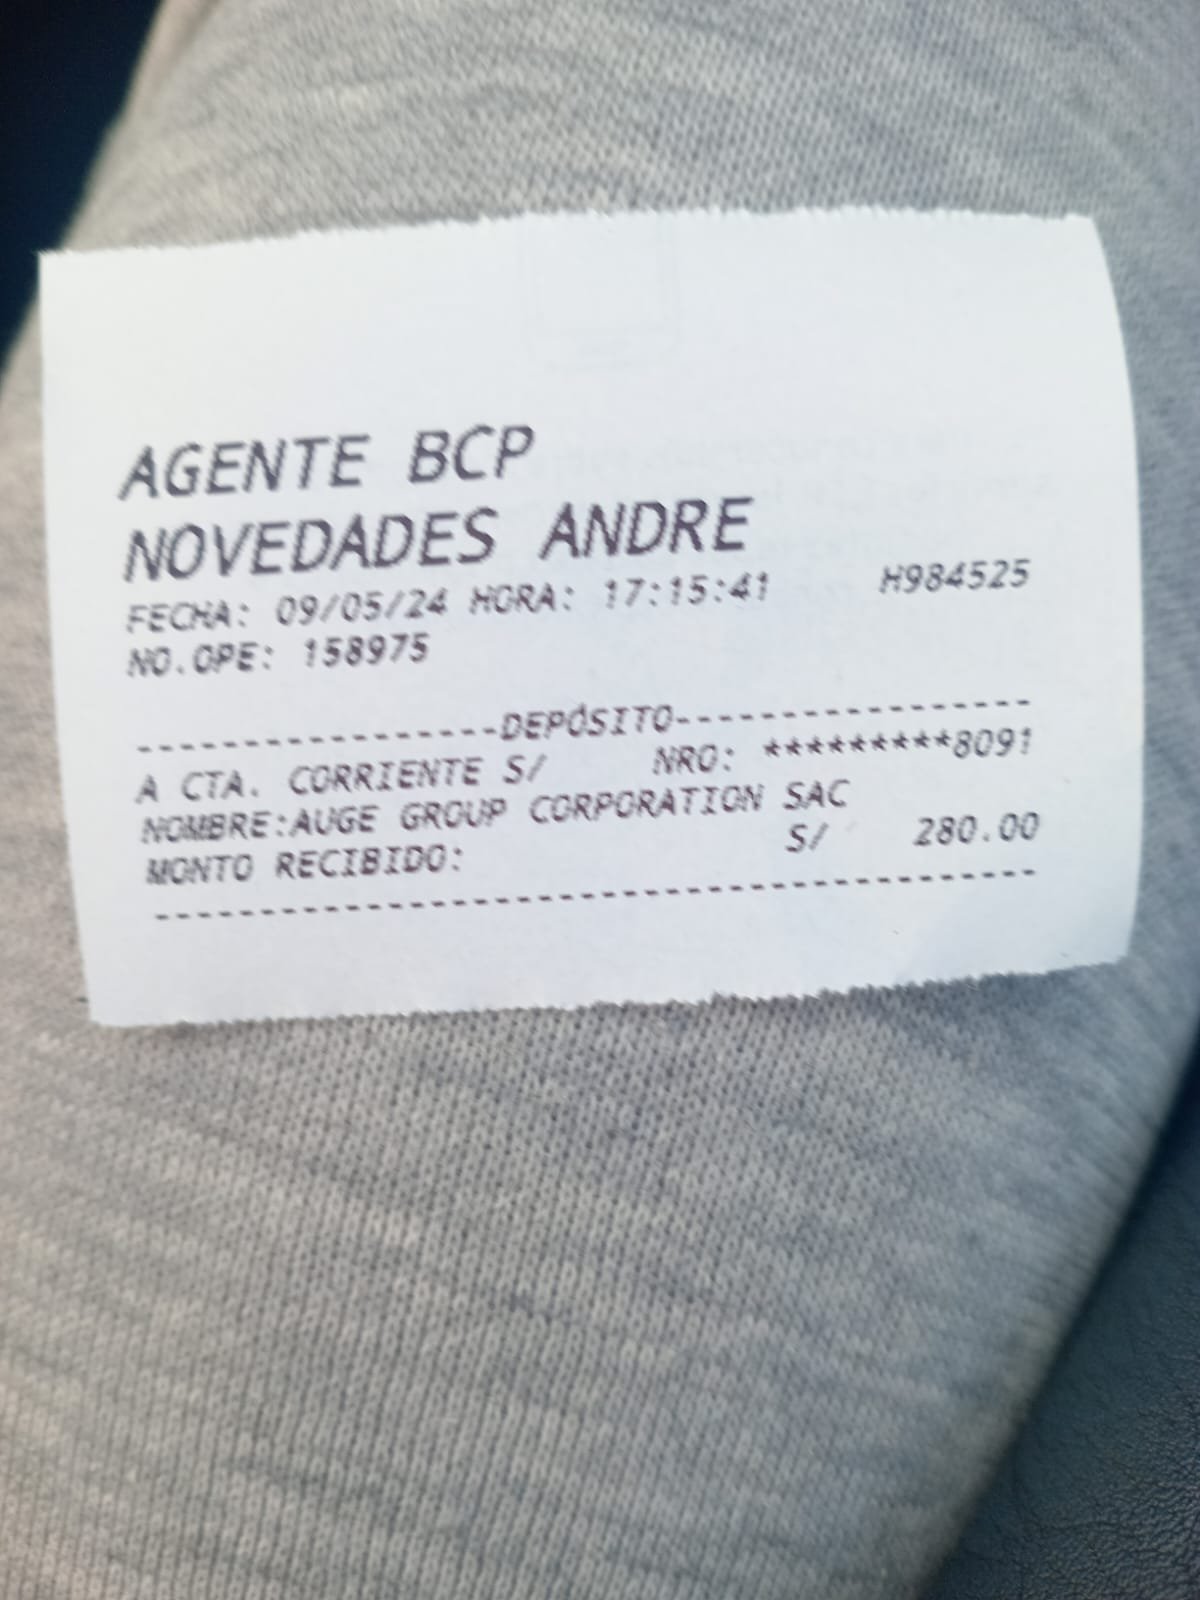 AGENTE BCP
NOVEDADES ANDRE
FECHA: 09/05/24 HORA: 17:15:41 H984525
NO.OPE: 158975
-----------------DEPÓSITO-----------------
A CTA. CORRIENTE S/ NRO: *********8091
NOMBRE:AUGE GROUP CORPORATION SAC
MONTO RECIBIDO: S/ 280.00
------------------------------------------